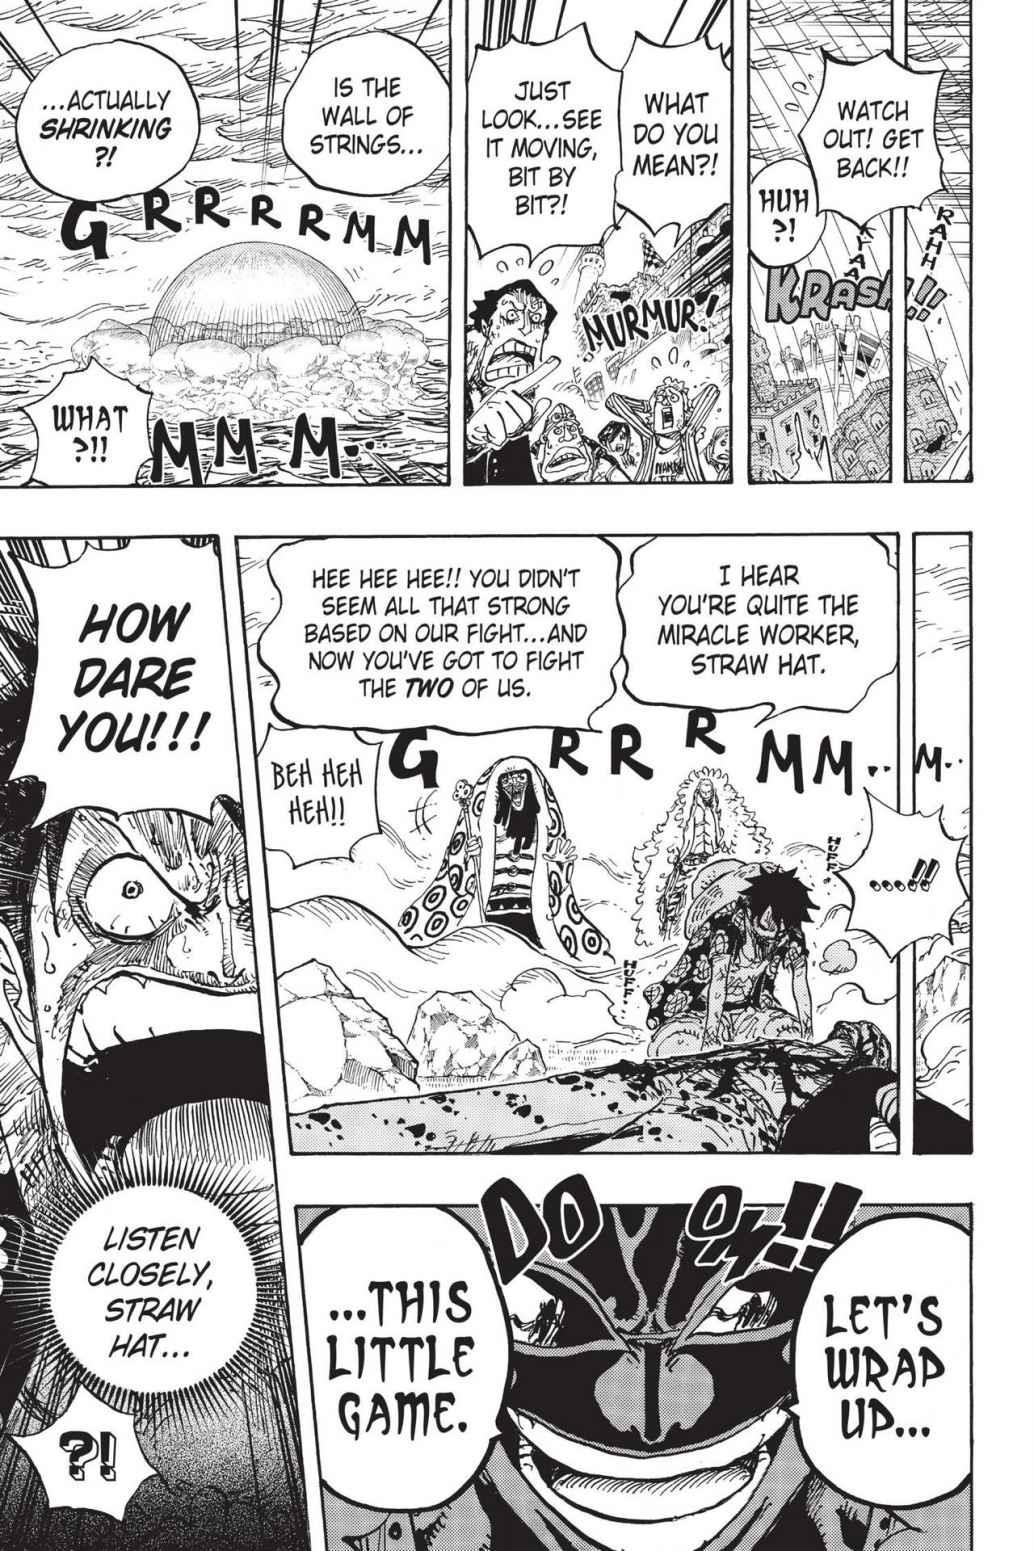 WATCH
OUT! GET
BACK!!
RAHH
KYAA
HUH
?!
KRASH!!
WHAT
DO YOU
MEAN?!
JUST
LOOK...SEE
IT MOVING,
BIT BY
BIT?!
MURMUR!
IS THE
WALL OF
STRINGS...
...ACTUALLY
SHRINKING
?!
GRRRRRMM
MMM...
WHAT
?!!
I HEAR
YOU'RE QUITE THE
MIRACLE WORKER,
STRAW HAT.
HEE HEE HEE!! YOU DIDN'T
SEEM ALL THAT STRONG
BASED ON OUR FIGHT...AND
NOW YOU'VE GOT TO FIGHT
THE TWO OF US.
BEH HEH
HEH!!
GRRRMM...M...
HUFF.
....!!
HUFF.
HOW
DARE
YOU!!!
LISTEN
CLOSELY,
STRAW
HAT...
?!
DOOM!!
LET'S
WRAP
UP...
...THIS
LITTLE
GAME.